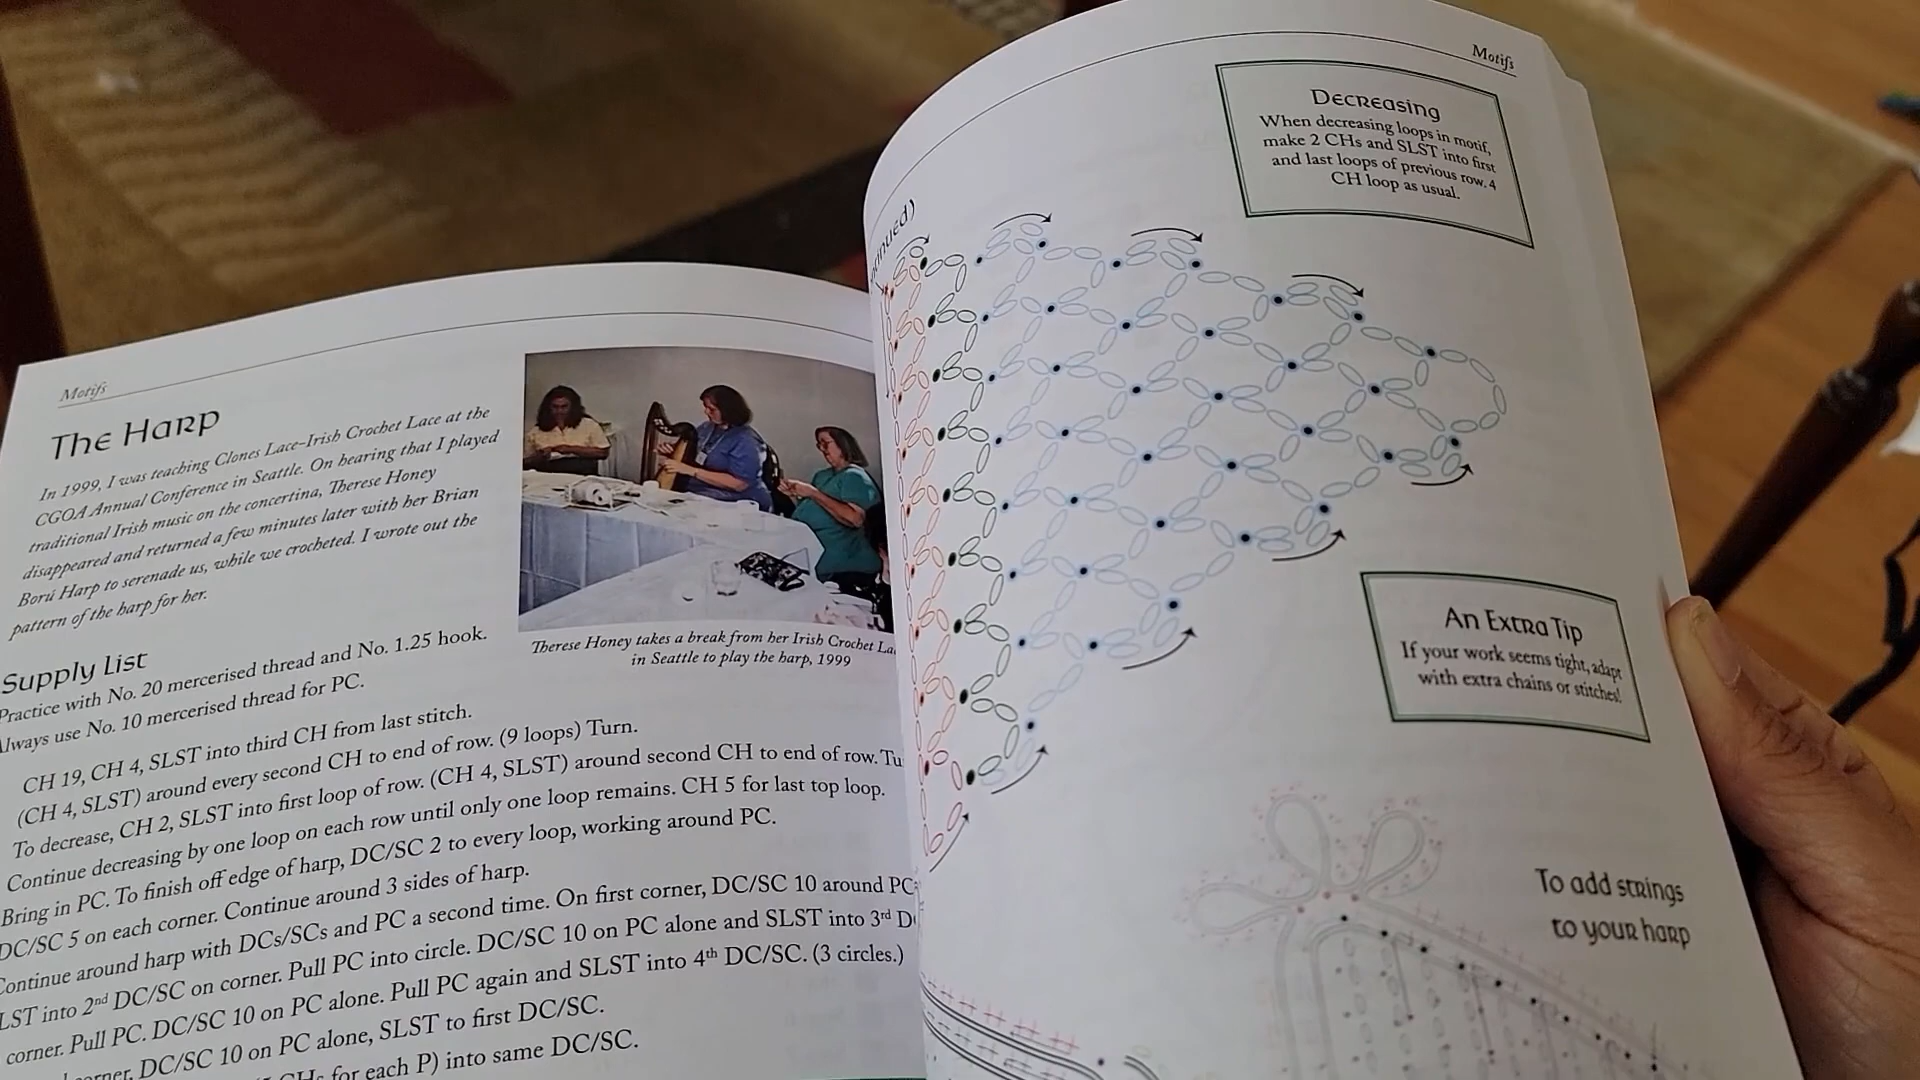 Motifs
The Harp
In 1999, I was teaching Clones Lace–Irish Crochet Lace at the
CGOA Annual Conference in Seattle. On hearing that I played
traditional Irish music on the concertina, Therese Honey
disappeared and returned a few minutes later with her Brian
Ború Harp to serenade us, while we crocheted. I wrote out the
pattern of the harp for her.
Therese Honey takes a break from her Irish Crochet
in Seattle to play the harp, 1999
Supply List
Practice with No. 20 mercerised thread and No. 1.25 hook.
Always use No. 10 mercerised thread for PC.
CH 19, CH 4, SLST into third CH from last stitch.
(CH 4, SLST) around every second CH to end of row. (9 loops) Turn.
To decrease, CH 2, SLST into first loop of row. (CH 4, SLST) around second CH to end of row.
Continue decreasing by one loop on each row until only one loop remains. CH 5 for last top loop.
Bring in PC. To finish off edge of harp, DC/SC 2 to every loop, working around PC.
DC/SC 5 on each corner. Continue around 3 sides of harp.
Continue around harp with DCs/SCs and PC a second time. On first corner, DC/SC 10 around PC
SLST into 2nd DC/SC on corner. Pull PC into circle. DC/SC 10 on PC alone and SLST into 3rd
corner. Pull PC. DC/SC 10 on PC alone. Pull PC again and SLST into 4th DC/SC. (3 circles.)
corner, DC/SC 10 on PC alone, SLST to first DC/SC.
for each P) into same DC/SC.
Motifs
Decreasing
When decreasing loops in motif,
make 2 CHs and SLST into first
and last loops of previous row. 4
CH loop as usual.
An Extra Tip
If your work seems tight, adapt
with extra chains or stitches!
To add strings
to your harp